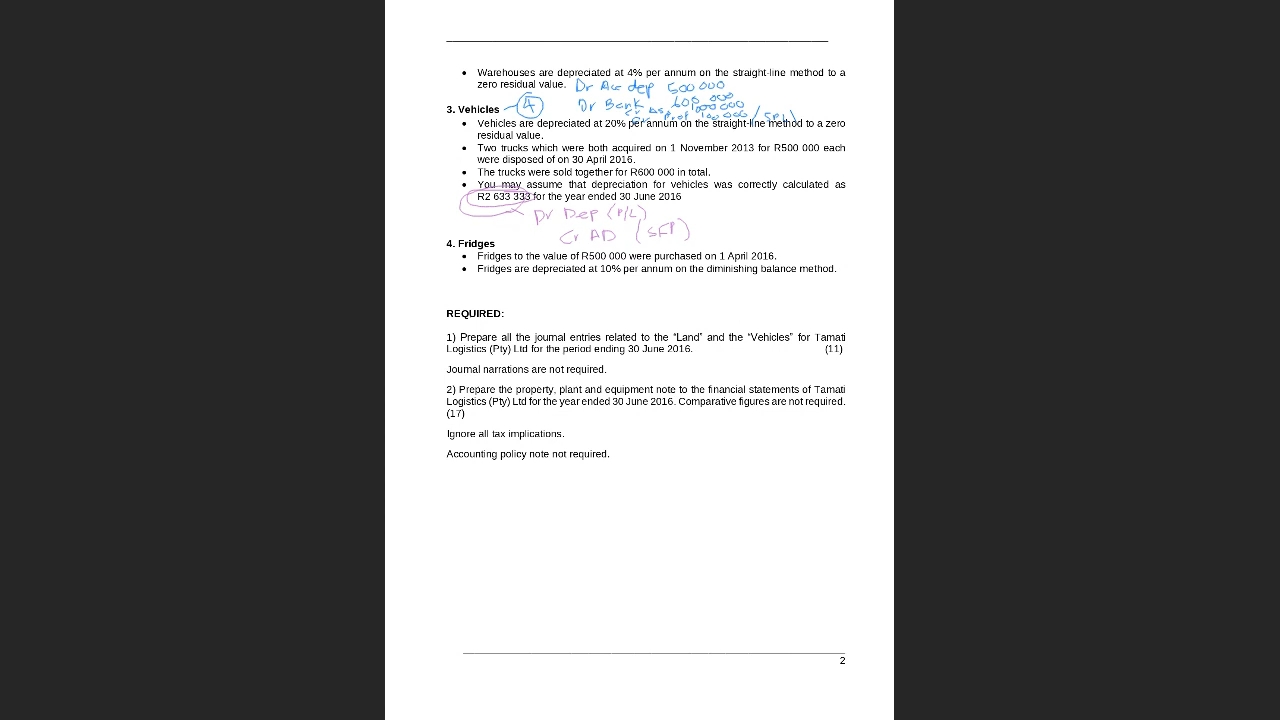 • Warehouses are depreciated at 4% per annum on the straight-line method to a
zero residual value. Dr Acc dep 500 000
3. Vehicles 4 Dr Bank 600 000
Cr 000 000
Cr Prof 100 000 / SPL)
• Vehicles are depreciated at 20% per annum on the straight-line method to a zero
residual value.
• Two trucks which were both acquired on 1 November 2013 for R500 000 each
were disposed of on 30 April 2016.
• The trucks were sold together for R600 000 in total.
• You may assume that depreciation for vehicles was correctly calculated as
R2 633 333 for the year ended 30 June 2016
Dr Dep (P/L)
Cr AD (SFP)
4. Fridges
• Fridges to the value of R500 000 were purchased on 1 April 2016.
• Fridges are depreciated at 10% per annum on the diminishing balance method.
REQUIRED:
1) Prepare all the journal entries related to the “Land” and the “Vehicles” for Tamati
Logistics (Pty) Ltd for the period ending 30 June 2016. (11)
Journal narrations are not required.
2) Prepare the property, plant and equipment note to the financial statements of Tamati
Logistics (Pty) Ltd for the year ended 30 June 2016. Comparative figures are not required.
(17)
Ignore all tax implications.
Accounting policy note not required.
2